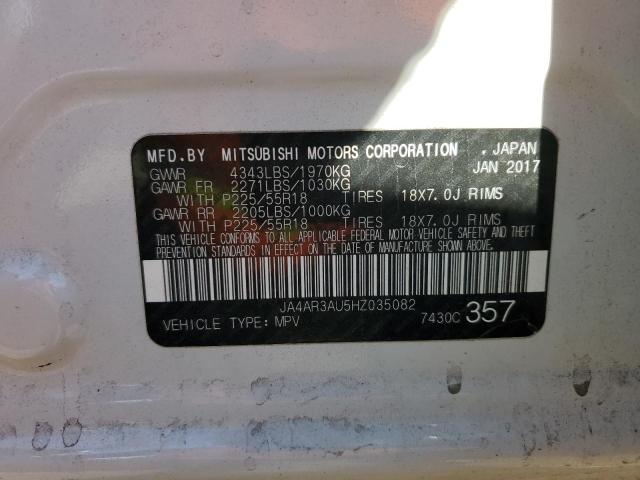 MFD.BY MITSUBISHI MOTORS CORPORATION , JAPAN
GVWR 4343LBS/1970KG JAN 2017
GAWR FR 2271LBS/1030KG
WITH P225/55R18 TIRES 18X7.0J RIMS
GAWR RR 2205LBS/1000KG
WITH P225/55R18 TIRES 18X7.0J RIMS
THIS VEHICLE CONFORMS TO ALL APPLICABLE FEDERAL MOTOR VEHICLE SAFETY AND THEFT
PREVENTION STANDARDS IN EFFECT ON THE DATE OF MANUFACTURE SHOWN ABOVE.
JA4AR3AU5HZ035082
VEHICLE TYPE: MPV 7430C 357